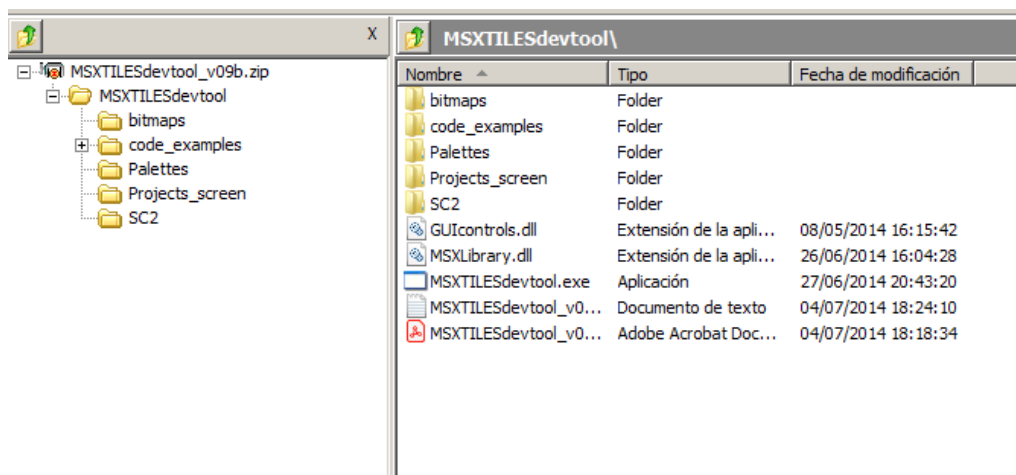 X
MSXTILESdevtool_v09b.zip
MSXTILESdevtool
bitmaps
code_examples
Palettes
Projects_screen
SC2
MSXTILESdevtool\
Nombre Tipo Fecha de modificación
bitmaps Folder
code_examples Folder
Palettes Folder
Projects_screen Folder
SC2 Folder
GUIcontrols.dll Extensión de la apli... 08/05/2014 16:15:42
MSXLibrary.dll Extensión de la apli... 26/06/2014 16:04:28
MSXTILESdevtool.exe Aplicación 27/06/2014 20:43:20
MSXTILESdevtool_v0... Documento de texto 04/07/2014 18:24:10
MSXTILESdevtool_v0... Adobe Acrobat Doc... 04/07/2014 18:18:34